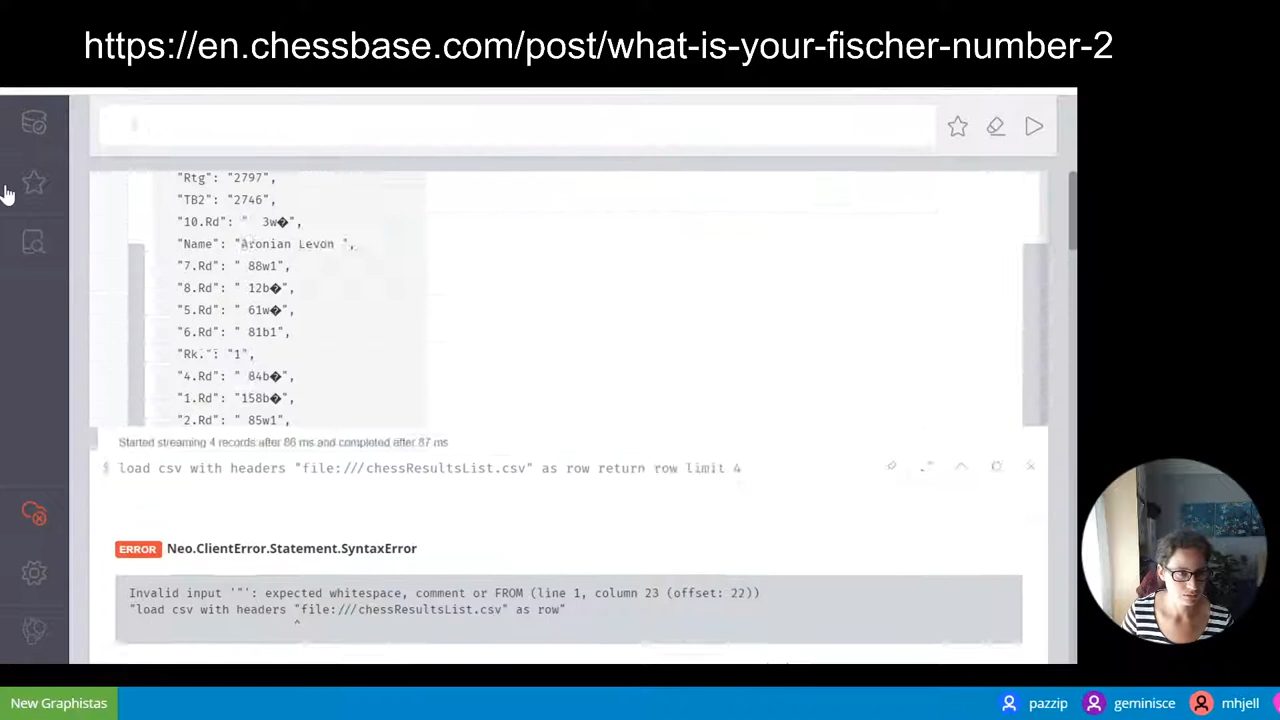 https://en.chessbase.com/post/what-is-your-fischer-number-2
"Rtg": "2797",
"TB2": "2746",
"10.Rd": "  3w�",
"Name": "Aronian Levon ",
"7.Rd": " 88w1",
"8.Rd": " 12b�",
"5.Rd": " 61w�",
"6.Rd": " 81b1",
"Rk.": "1",
"4.Rd": " 84b�",
"1.Rd": "158b�",
"2.Rd": " 85w1",
Started streaming 4 records after 86 ms and completed after 87 ms
$ load csv with headers "file:///chessResultsList.csv" as row return row limit 4
ERROR Neo.ClientError.Statement.SyntaxError
Invalid input '"': expected whitespace, comment or FROM (line 1, column 23 (offset: 22))
"load csv with headers "file:///chessResultsList.csv" as row"
^
New Graphistas pazzip geminisce mhjell